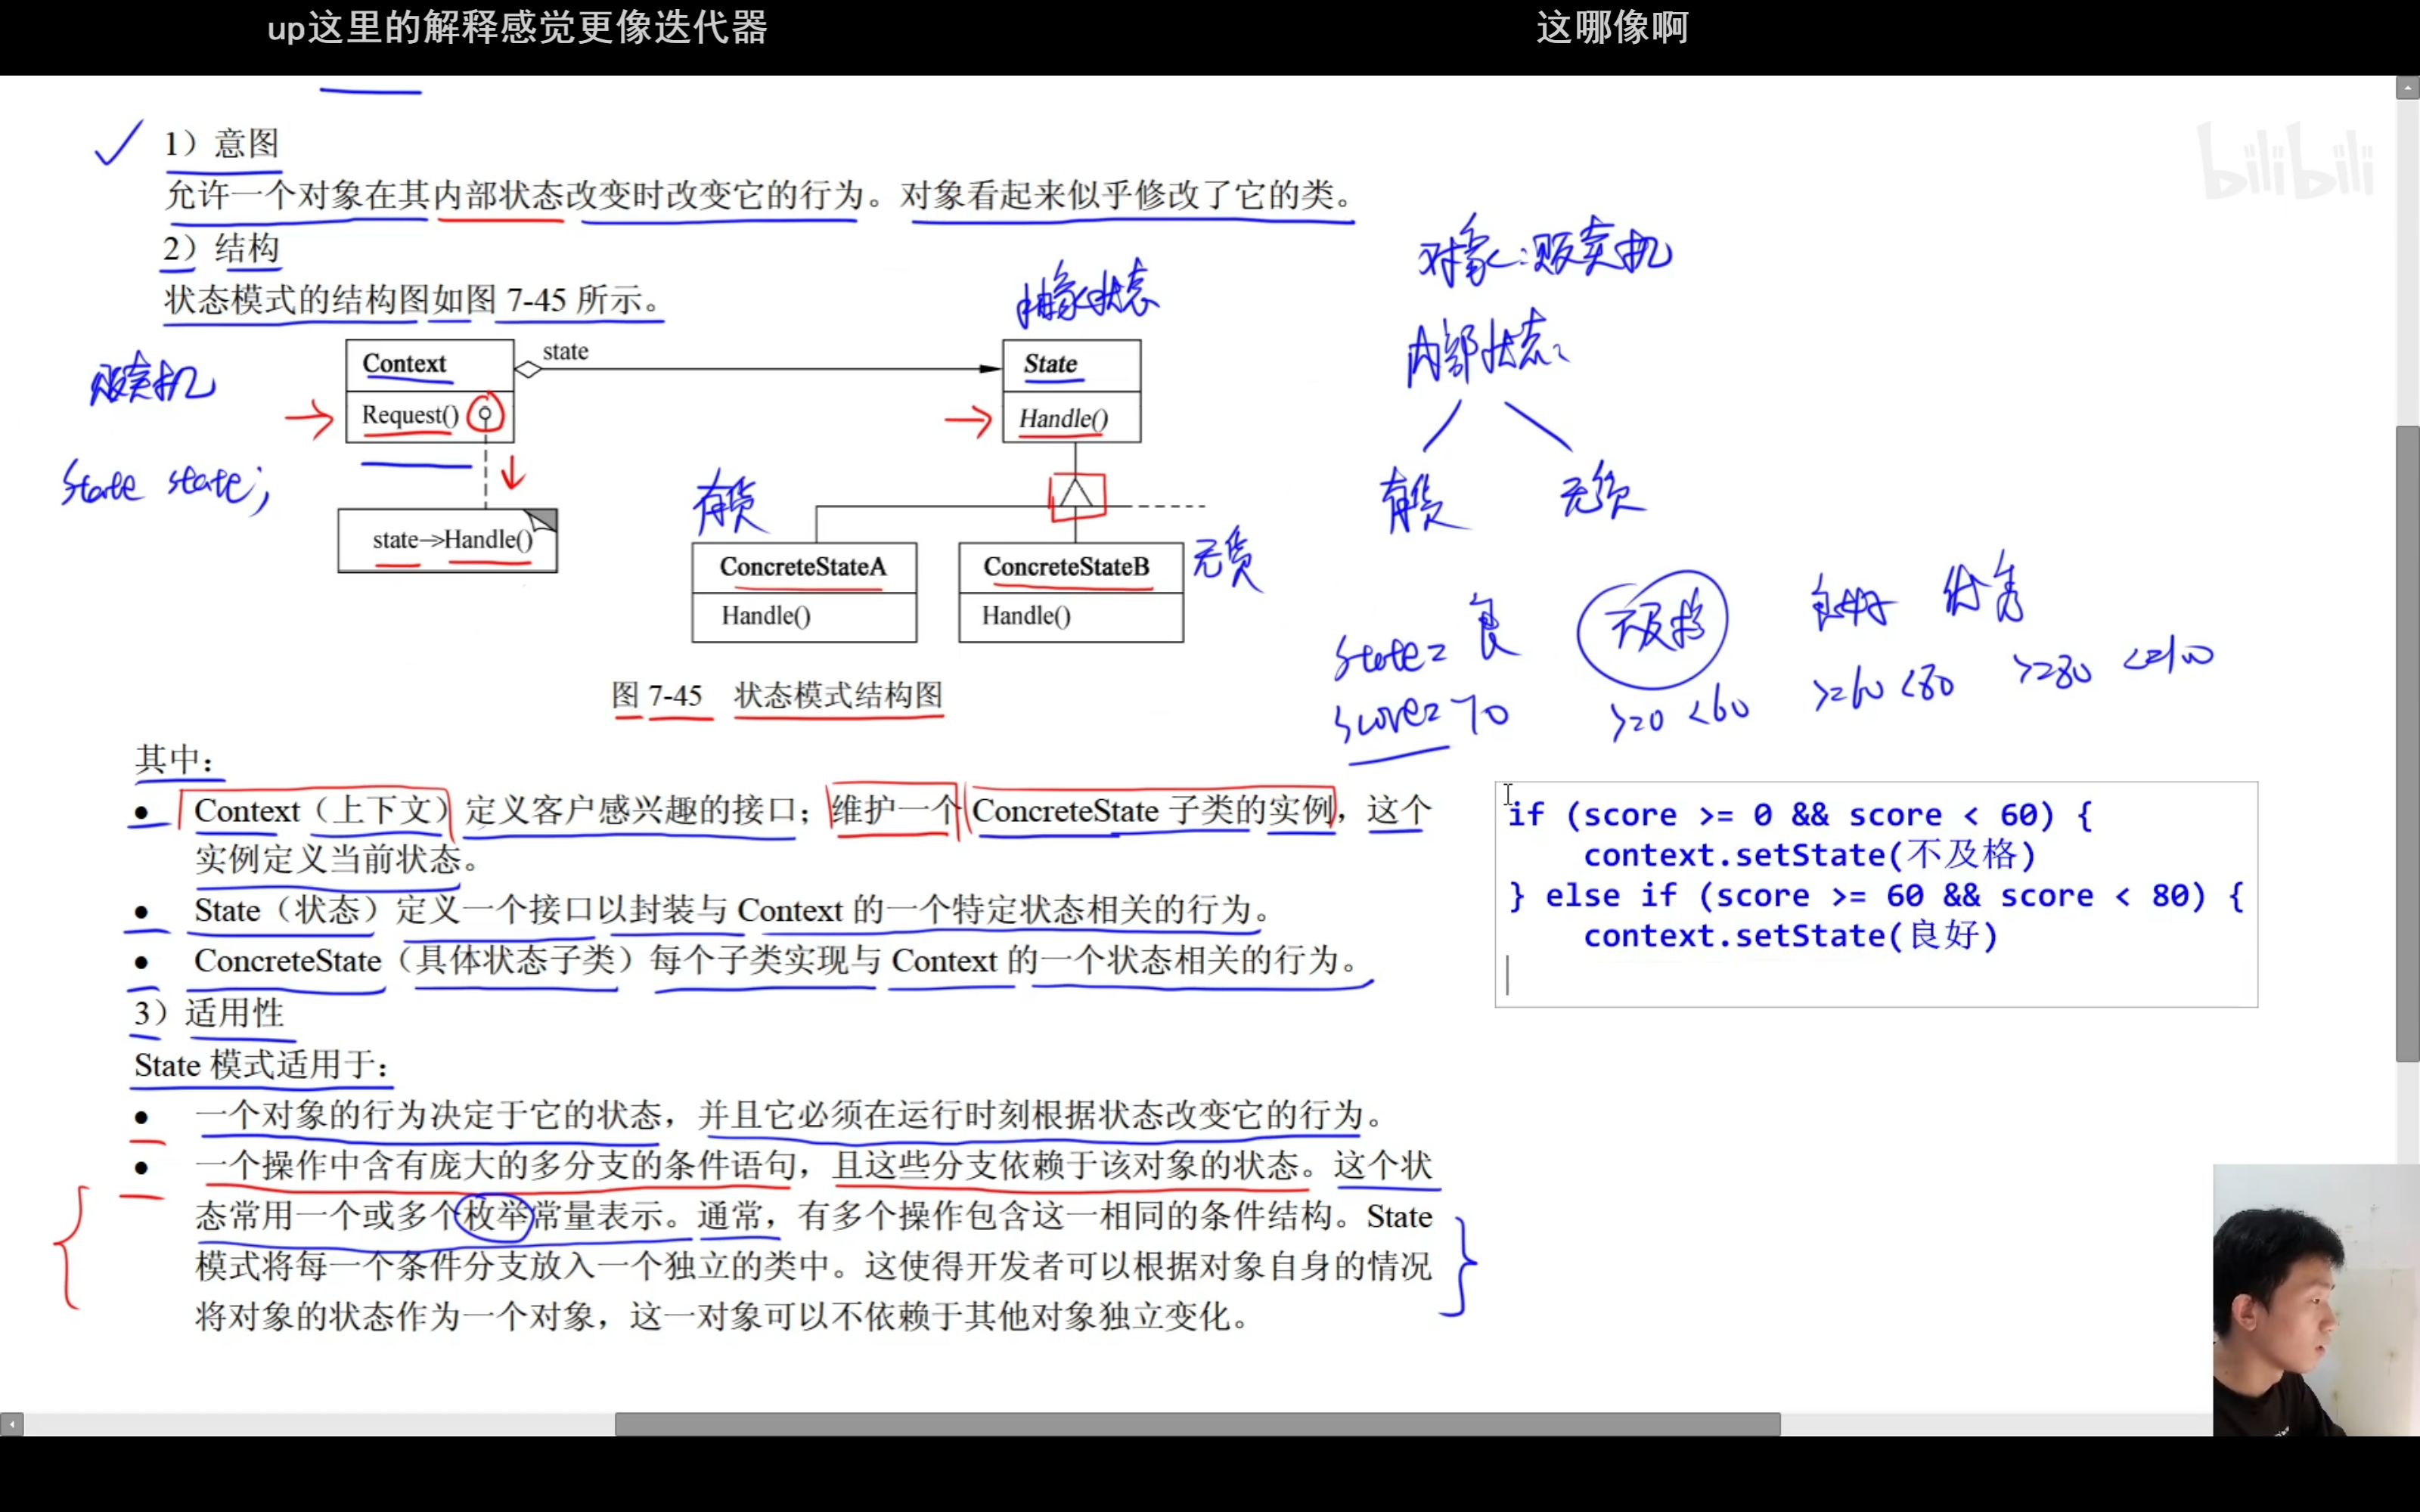 up这里的解释感觉更像迭代器
这哪像啊
bilibili
1）意图
允许一个对象在其内部状态改变时改变它的行为。对象看起来似乎修改了它的类。
2）结构
状态模式的结构图如图 7-45 所示。
对象:贩卖机
抽象状态
内部状态:
贩卖机
Context
state
State
Request()
Handle()
State state;
有货
无货
有货
state->Handle()
无货
ConcreteStateA
ConcreteStateB
Handle()
Handle()
state= 良
不及格
良好
优秀
score=70
>=0 <60
>=60 <80
>=80 <=100
图 7-45 状态模式结构图
其中：
● Context（上下文）定义客户感兴趣的接口；维护一个 ConcreteState 子类的实例，这个
实例定义当前状态。
● State（状态）定义一个接口以封装与 Context 的一个特定状态相关的行为。
● ConcreteState（具体状态子类）每个子类实现与 Context 的一个状态相关的行为。
3）适用性
State 模式适用于：
● 一个对象的行为决定于它的状态，并且它必须在运行时刻根据状态改变它的行为。
● 一个操作中含有庞大的多分支的条件语句，且这些分支依赖于该对象的状态。这个状
态常用一个或多个枚举常量表示。通常，有多个操作包含这一相同的条件结构。State
模式将每一个条件分支放入一个独立的类中。这使得开发者可以根据对象自身的情况
将对象的状态作为一个对象，这一对象可以不依赖于其他对象独立变化。
if (score >= 0 && score < 60) {
context.setState(不及格)
} else if (score >= 60 && score < 80) {
context.setState(良好)